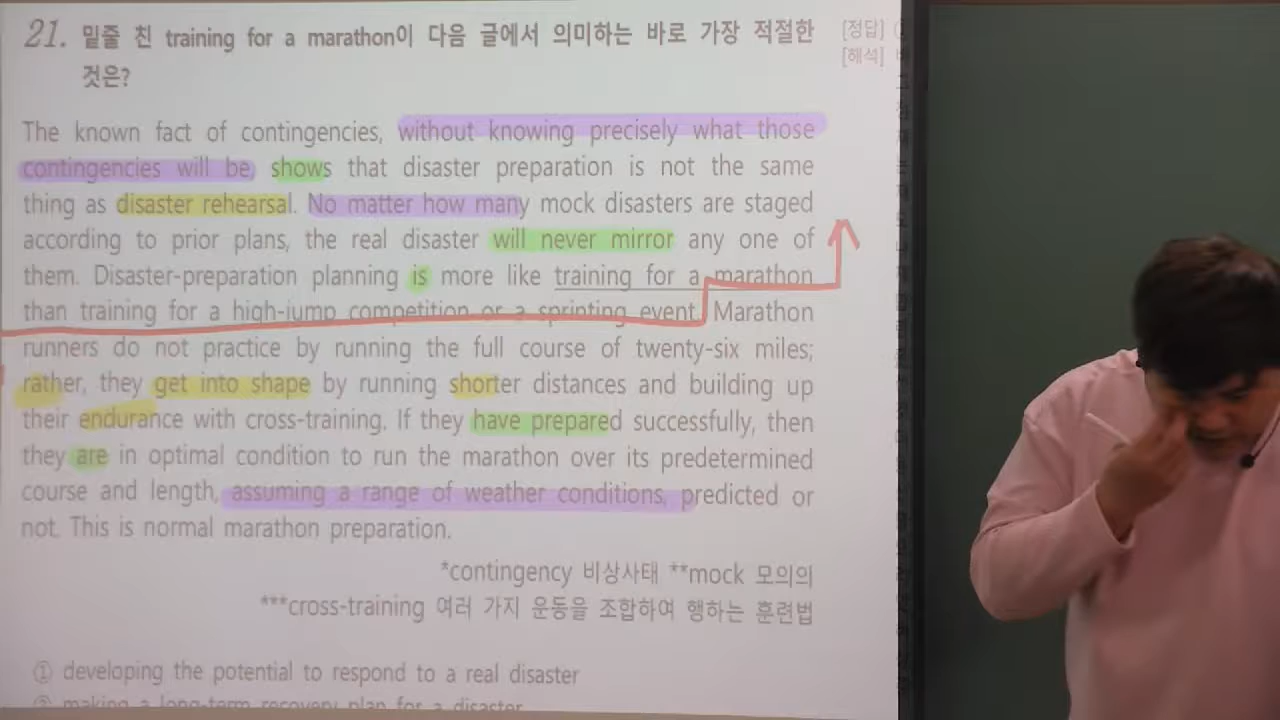 21. 밑줄 친 training for a marathon이 다음 글에서 의미하는 바로 가장 적절한
것은?
[정답]
[해석]
The known fact of contingencies, without knowing precisely what those
contingencies will be, shows that disaster preparation is not the same
thing as disaster rehearsal. No matter how many mock disasters are staged
according to prior plans, the real disaster will never mirror any one of
them. Disaster-preparation planning is more like training for a marathon
than training for a high-jump competition or a sprinting event. Marathon
runners do not practice by running the full course of twenty-six miles;
rather, they get into shape by running shorter distances and building up
their endurance with cross-training. If they have prepared successfully, then
they are in optimal condition to run the marathon over its predetermined
course and length, assuming a range of weather conditions, predicted or
not. This is normal marathon preparation.
*contingency 비상사태 **mock 모의의
***cross-training 여러 가지 운동을 조합하여 행하는 훈련법
① developing the potential to respond to a real disaster
② making a long-term recovery plan for a disaster